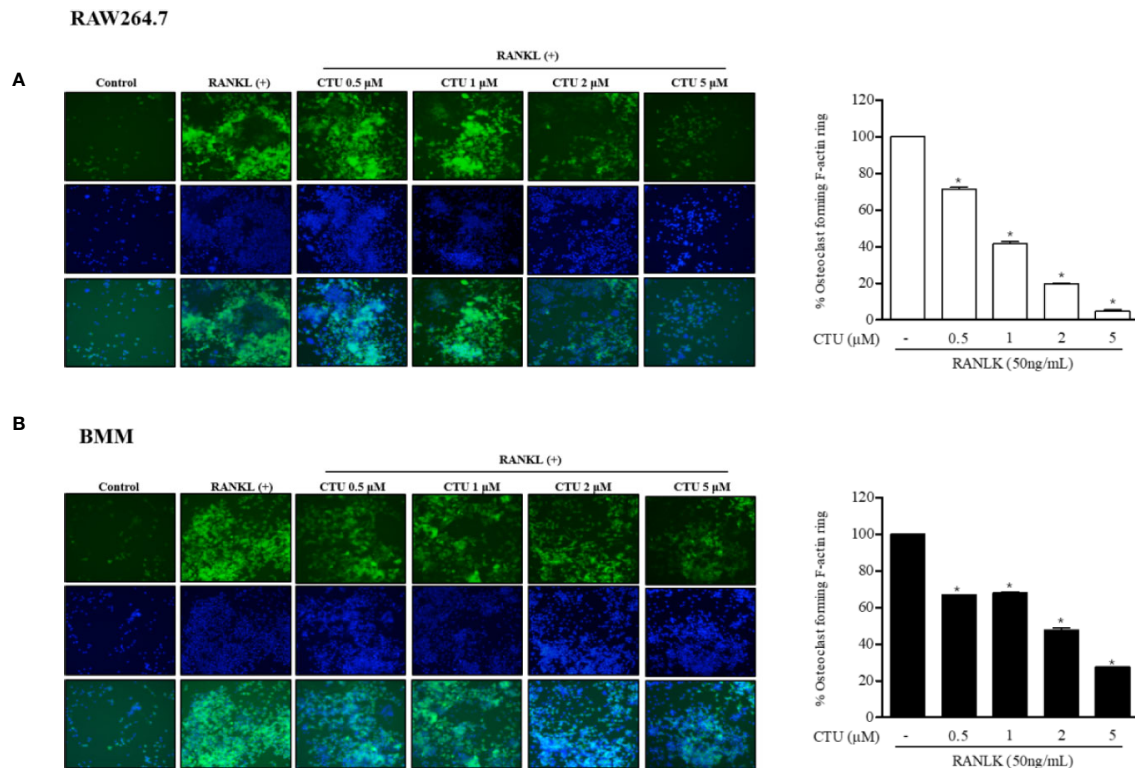 RAW264.7
A
RANKL (+)
Control RANKL (+) CTU 0.5 µM CTU 1 µM CTU 2 µM CTU 5 µM
% Osteoclast forming F-actin ring
120
100
80
60
40
20
0
* * * *
CTU (µM) - 0.5 1 2 5
RANLK (50ng/mL)
B
BMM
RANKL (+)
Control RANKL (+) CTU 0.5 µM CTU 1 µM CTU 2 µM CTU 5 µM
% Osteoclast forming F-actin ring
120
100
80
60
40
20
0
* * * *
CTU (µM) - 0.5 1 2 5
RANLK (50ng/mL)